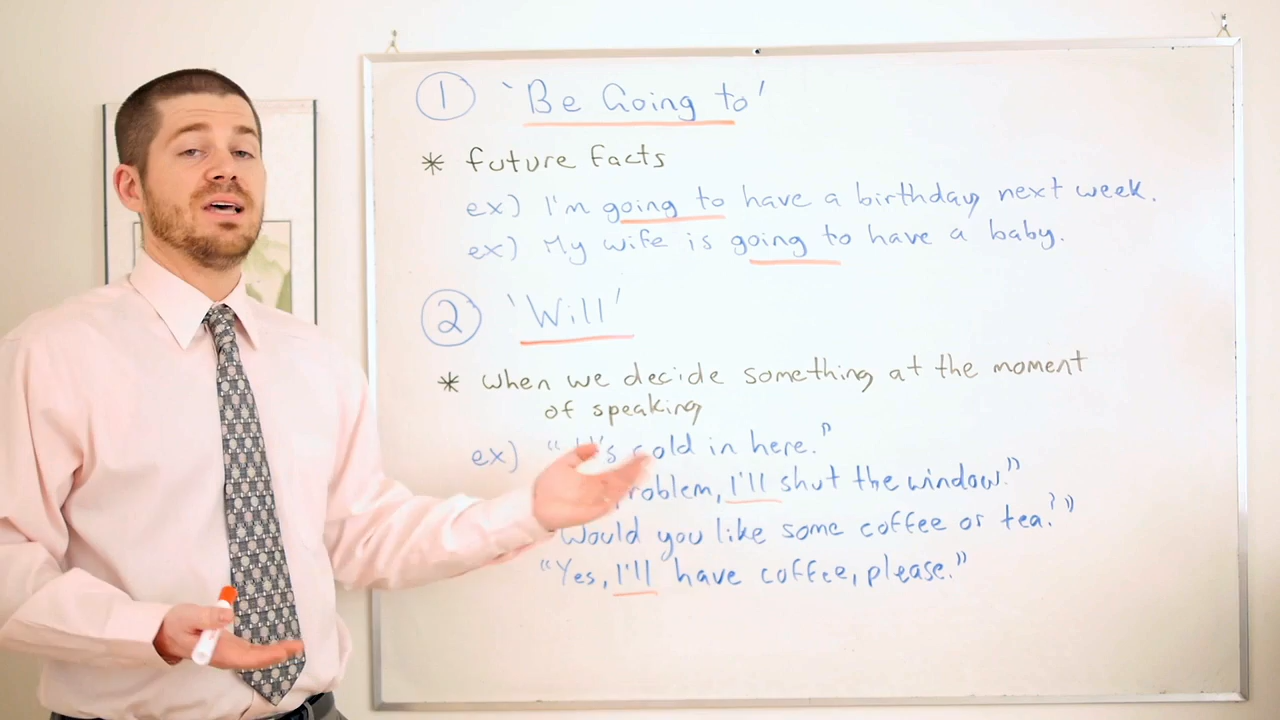 1 'Be Going to'
* future facts
ex) I'm going to have a birthday next week.
ex) My wife is going to have a baby.
2 'Will'
* when we decide something at the moment
of speaking
ex) "It's cold in here."
problem, I'll shut the window."
"Would you like some coffee or tea?"
"Yes, I'll have coffee, please."